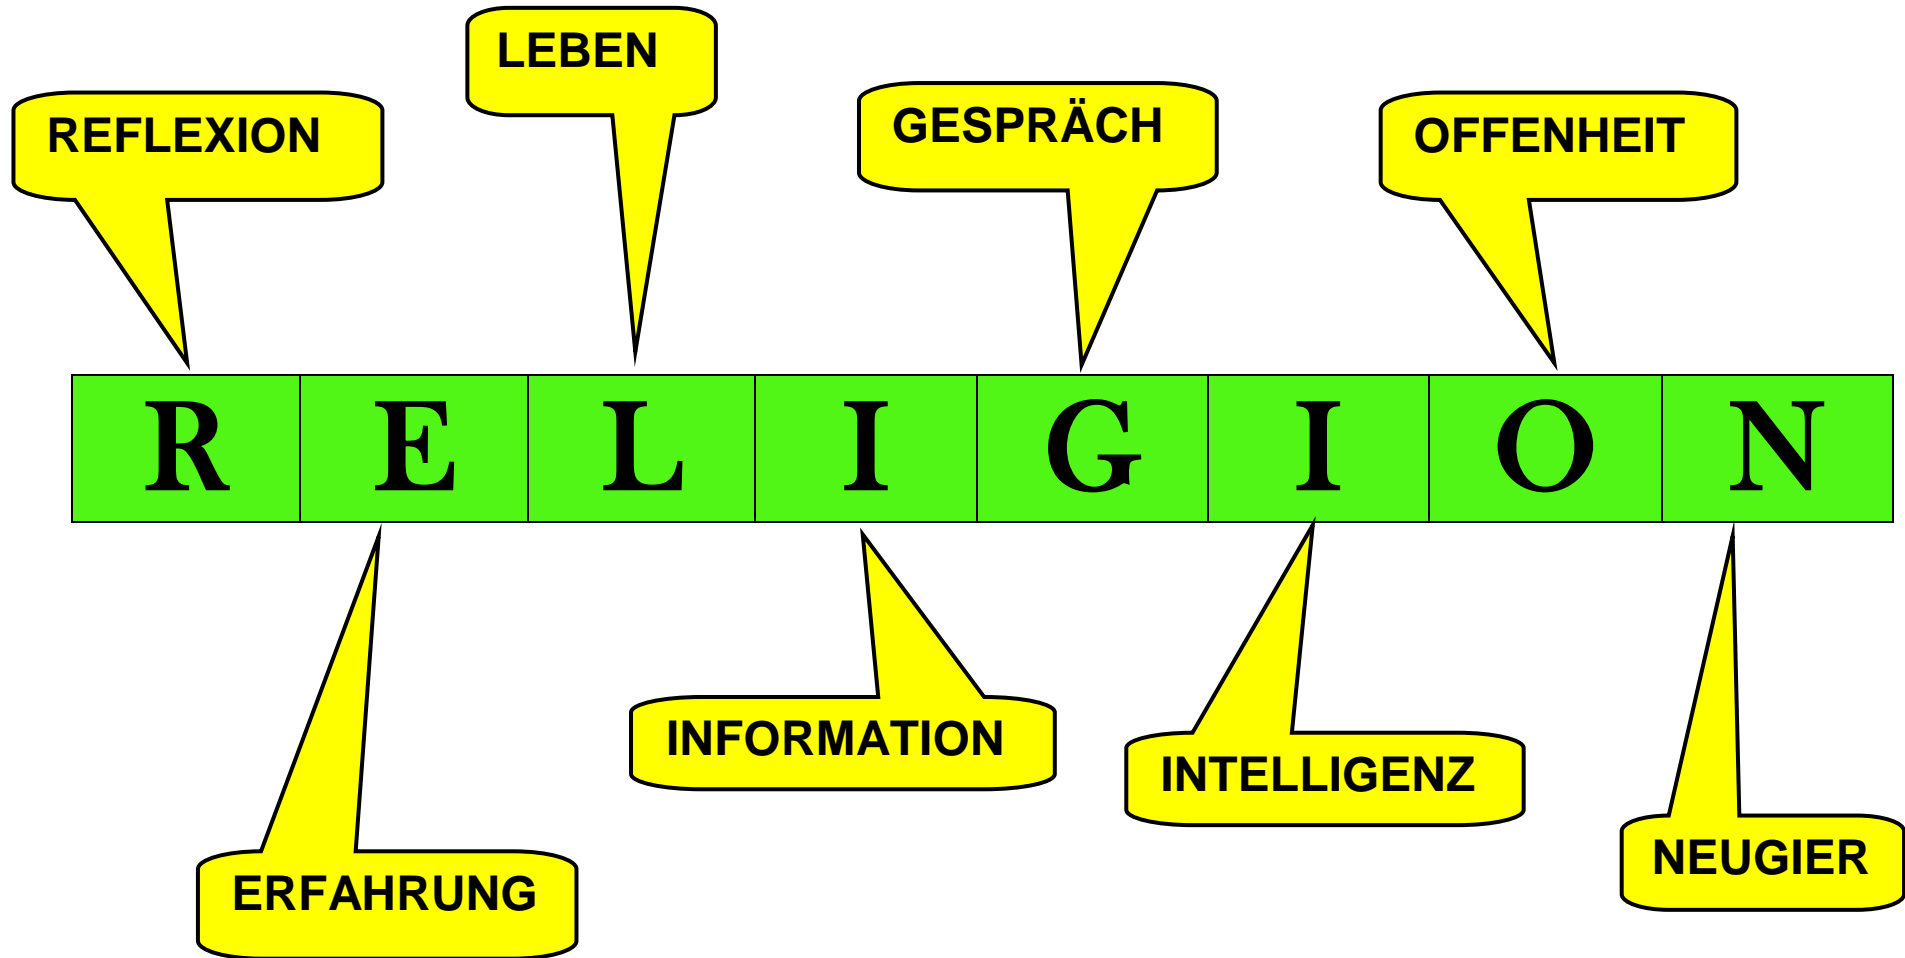 LEBEN
GESPRÄCH
REFLEXION
OFFENHEIT
R E L I G I O N
INFORMATION
INTELLIGENZ
NEUGIER
ERFAHRUNG